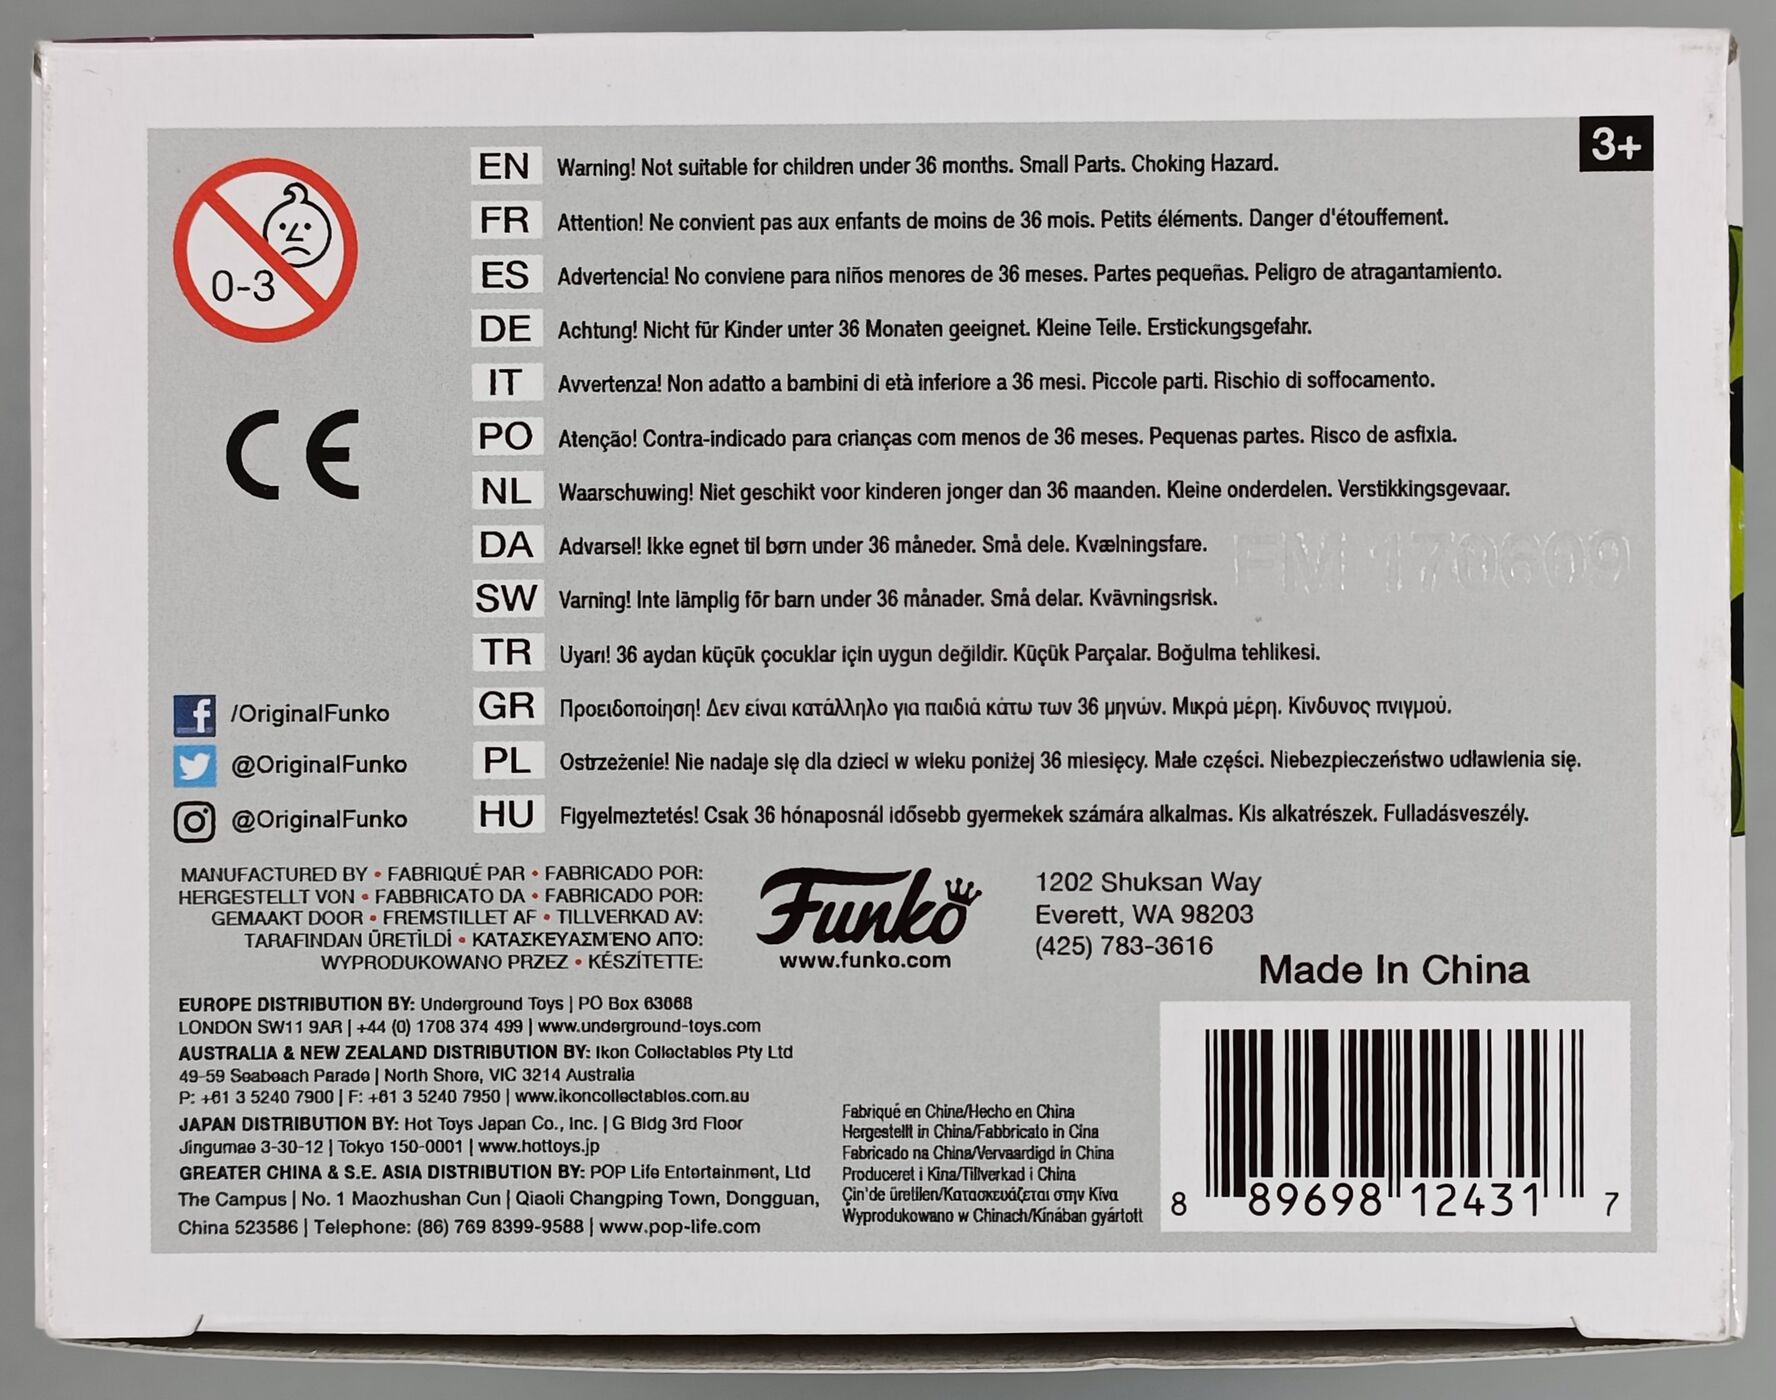 3+
0-3
CE
EN Warning! Not suitable for children under 36 months. Small Parts. Choking Hazard.
FR Attention! Ne convient pas aux enfants de moins de 36 mois. Petits éléments. Danger d'étouffement.
ES Advertencia! No conviene para niños menores de 36 meses. Partes pequeñas. Peligro de atragantamiento.
DE Achtung! Nicht für Kinder unter 36 Monaten geeignet. Kleine Teile. Erstickungsgefahr.
IT Avvertenza! Non adatto a bambini di età inferiore a 36 mesi. Piccole parti. Rischio di soffocamento.
PO Atenção! Contra-indicado para crianças com menos de 36 meses. Pequenas partes. Risco de asfixia.
NL Waarschuwing! Niet geschikt voor kinderen jonger dan 36 maanden. Kleine onderdelen. Verstikkingsgevaar.
DA Advarsel! Ikke egnet til børn under 36 måneder. Små dele. Kvælningsfare.
FM 170609
SW Varning! Inte lämplig för barn under 36 månader. Små delar. Kvävningsrisk.
TR Uyarı! 36 aydan küçük çocuklar için uygun değildir. Küçük Parçalar. Boğulma tehlikesi.
GR Προειδοποίηση! Δεν είναι κατάλληλο για παιδιά κάτω των 36 μηνών. Μικρά μέρη. Κίνδυνος πνιγμού.
PL Ostrzeżenie! Nie nadaje się dla dzieci w wieku poniżej 36 miesięcy. Małe części. Niebezpieczeństwo udławienia się.
HU Figyelmeztetés! Csak 36 hónaposnál idősebb gyermekek számára alkalmas. Kis alkatrészek. Fulladásveszély.
/OriginalFunko
@OriginalFunko
@OriginalFunko
MANUFACTURED BY • FABRIQUÉ PAR • FABRICADO POR:
HERGESTELLT VON • FABBRICATO DA • FABRICADO POR:
GEMAAKT DOOR • FREMSTILLET AF • TILLVERKAD AV:
TARAFINDAN ÜRETİLDİ • ΚΑΤΑΣΚΕΥΑΣΜΈΝΟ ΑΠΌ:
WYPRODUKOWANO PRZEZ • KÉSZÍTETTE:
Funko
www.funko.com
1202 Shuksan Way
Everett, WA 98203
(425) 783-3616
Made In China
EUROPE DISTRIBUTION BY: Underground Toys | PO Box 63068
LONDON SW11 9AR | +44 (0) 1708 374 499 | www.underground-toys.com
AUSTRALIA & NEW ZEALAND DISTRIBUTION BY: Ikon Collectables Pty Ltd
49-59 Seabeach Parade | North Shore, VIC 3214 Australia
P: +61 3 5240 7900 | F: +61 3 5240 7950 | www.ikoncollectables.com.au
JAPAN DISTRIBUTION BY: Hot Toys Japan Co., Inc. | G Bldg 3rd Floor
Jingumae 3-30-12 | Tokyo 150-0001 | www.hottoys.jp
GREATER CHINA & S.E. ASIA DISTRIBUTION BY: POP Life Entertainment, Ltd
The Campus | No. 1 Maozhushan Cun | Qiaoli Changping Town, Dongguan,
China 523586 | Telephone: (86) 769 8399-9588 | www.pop-life.com
Fabriqué en Chine/Hecho en China
Hergestellt in China/Fabbricato in Cina
Fabricado na China/Vervaardigd in China
Produceret i Kina/Tillverkad i China
Çin'de üretilen/Κατασκευάζεται στην Κίνα
Wyprodukowano w Chinach/Kínában gyártott
8 89698 12431 7